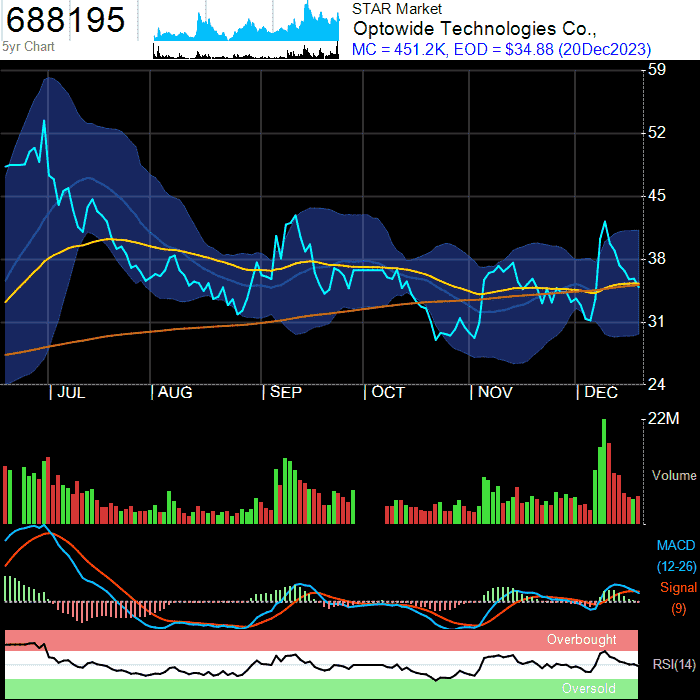 688195
5yr Chart
STAR Market
Optowide Technologies Co.,
MC = 451.2K, EOD = $34.88 (20Dec2023)
59
52
45
38
31
24
JUL AUG SEP OCT NOV DEC
22M
Volume
MACD
(12-26)
Signal
(9)
Overbought
RSI(14)
Oversold